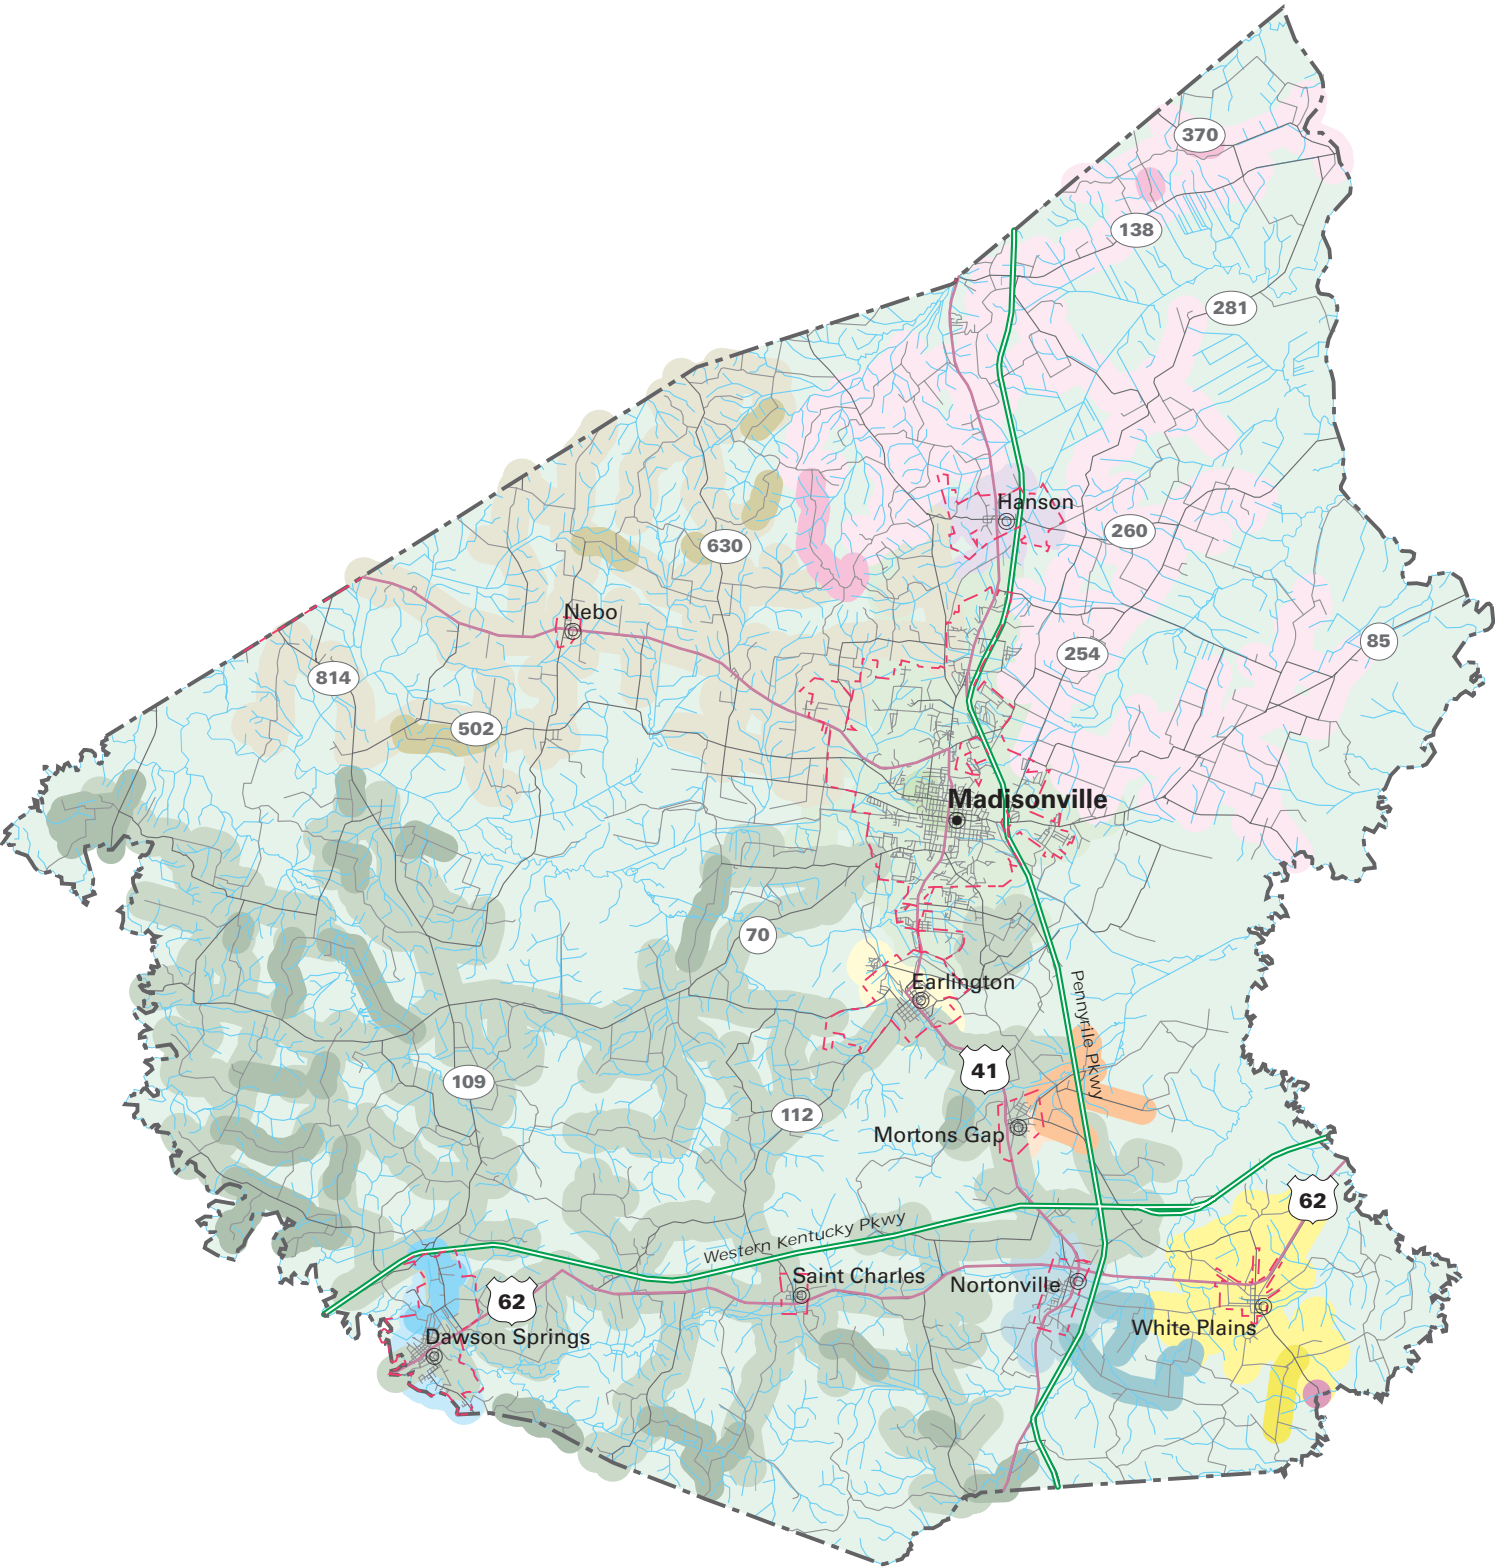 370
138
281
Hanson
260
630
Nebo
85
254
814
502
Madisonville
70
Earlington
Pennyrile Pkwy
41
109
112
Mortons Gap
62
Western Kentucky Pkwy
Saint Charles
Nortonville
62
White Plains
Dawson Springs